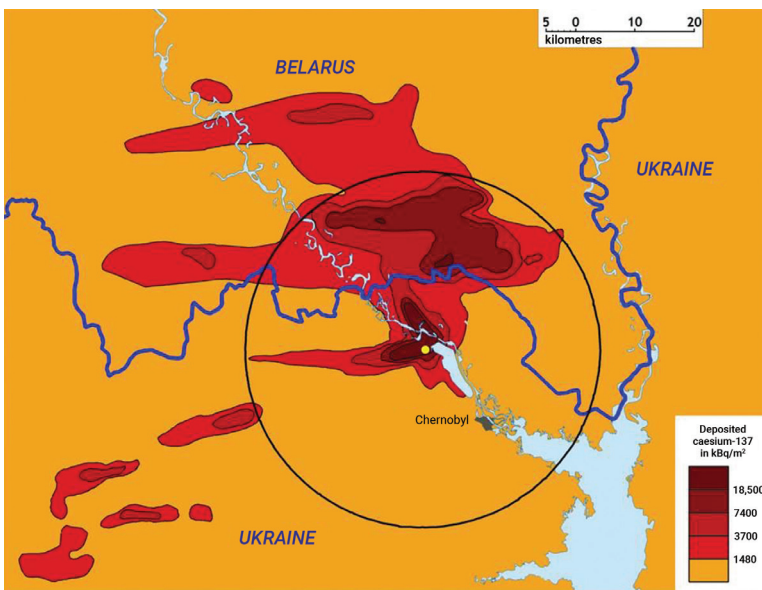 5 0 10 20
kilometres
BELARUS
UKRAINE
Chernobyl
UKRAINE
Deposited
caesium-137
in kBq/m²
18,500
7400
3700
1480